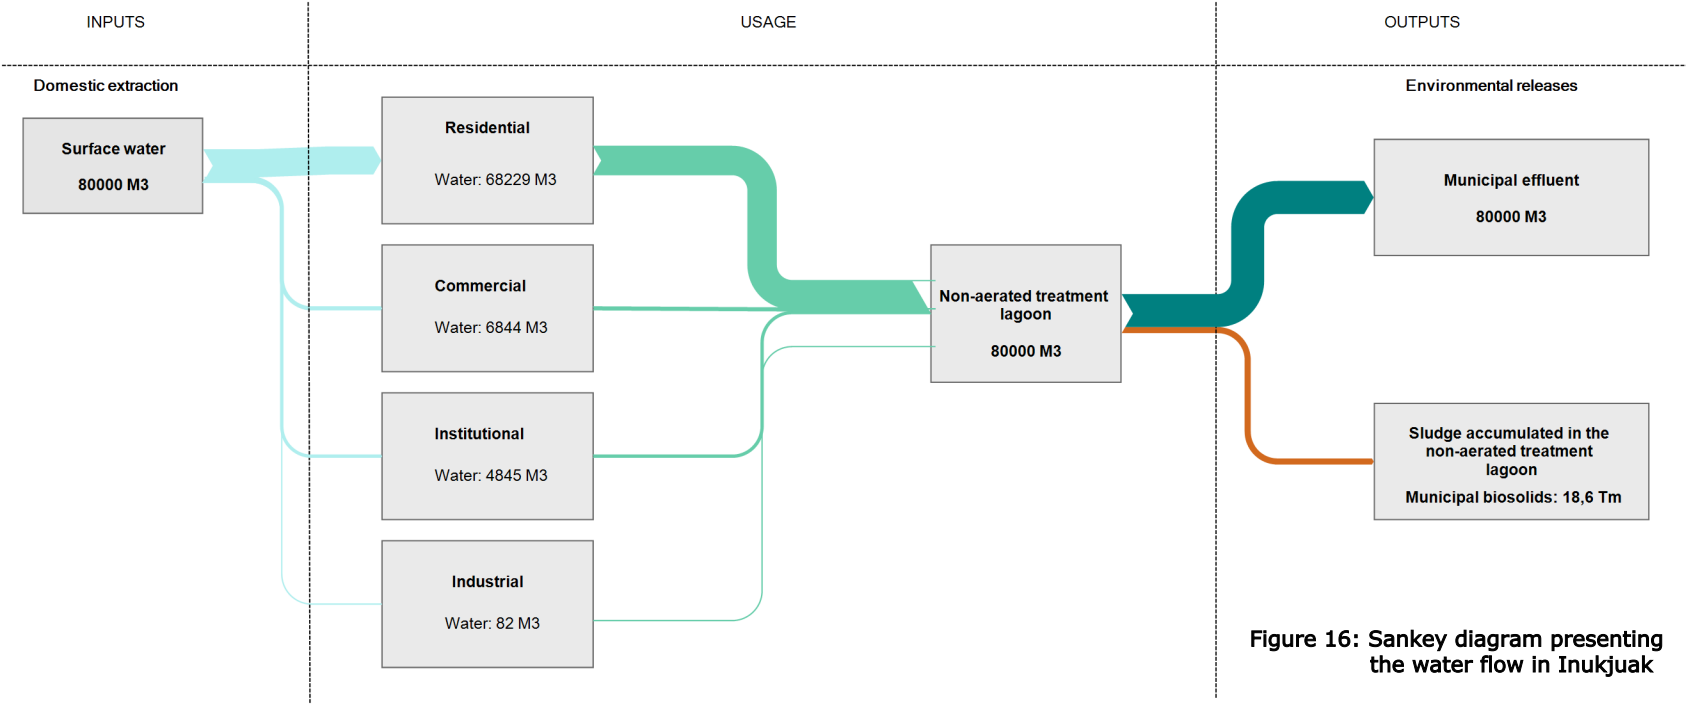 INPUTS
USAGE
OUTPUTS
Domestic extraction
Environmental releases
Surface water
80000 M3
Residential
Water: 68229 M3
Commercial
Water: 6844 M3
Institutional
Water: 4845 M3
Industrial
Water: 82 M3
Non-aerated treatment
lagoon
80000 M3
Municipal effluent
80000 M3
Sludge accumulated in the
non-aerated treatment
lagoon
Municipal biosolids: 18,6 Tm
Figure 16: Sankey diagram presenting
the water flow in Inukjuak